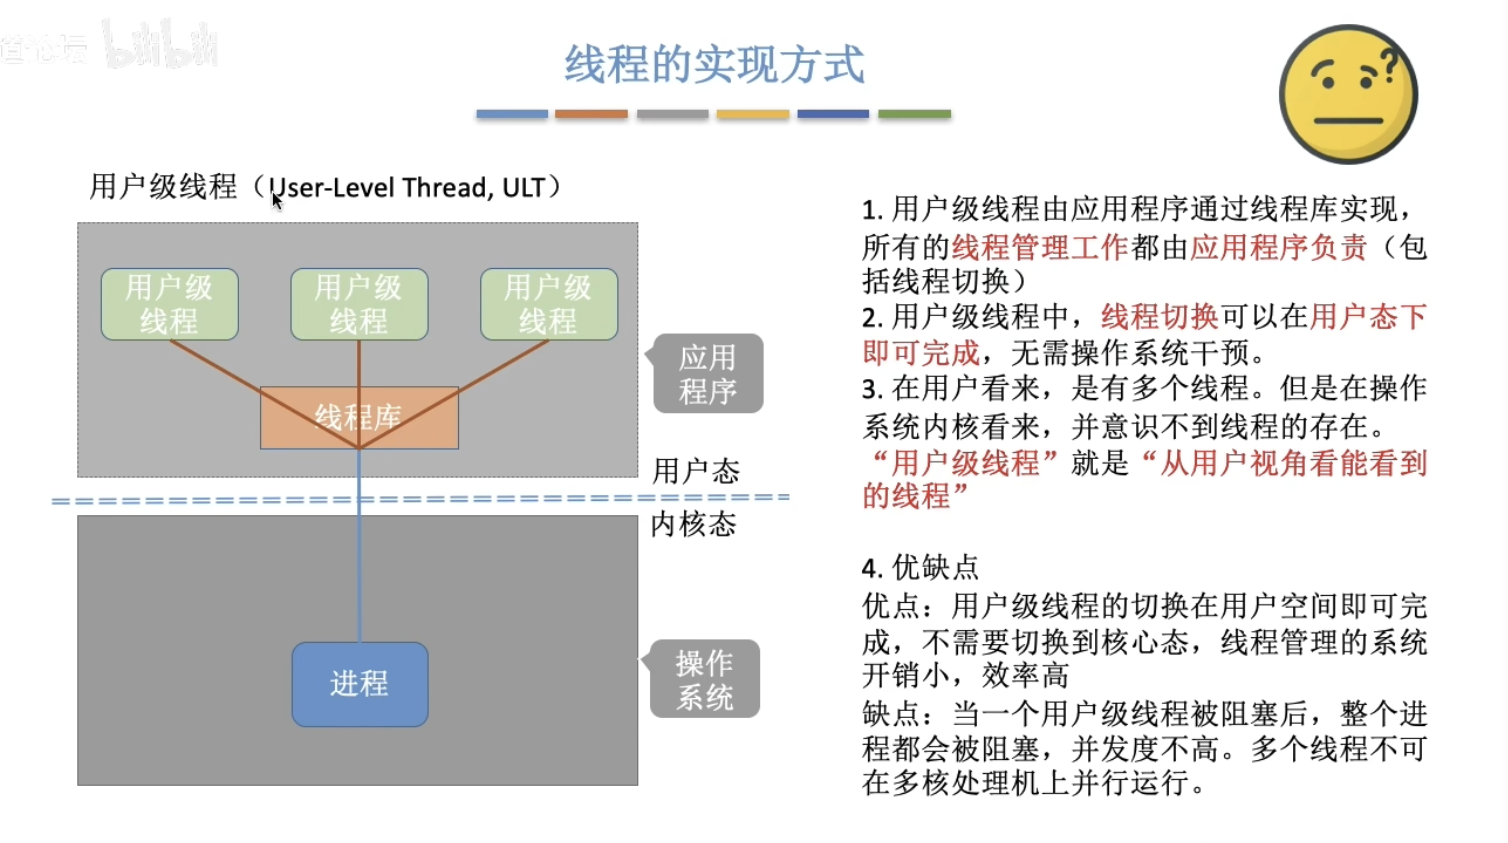 道论坛 bilibili
线程的实现方式
?
用户级线程（User-Level Thread, ULT）
用户级
线程
用户级
线程
用户级
线程
线程库
应用
程序
用户态
内核态
进程
操作
系统
1. 用户级线程由应用程序通过线程库实现，
所有的线程管理工作都由应用程序负责（包
括线程切换）
2. 用户级线程中，线程切换可以在用户态下
即可完成，无需操作系统干预。
3. 在用户看来，是有多个线程。但是在操作
系统内核看来，并意识不到线程的存在。
“用户级线程”就是“从用户视角看能看到
的线程”
4. 优缺点
优点：用户级线程的切换在用户空间即可完
成，不需要切换到核心态，线程管理的系统
开销小，效率高
缺点：当一个用户级线程被阻塞后，整个进
程都会被阻塞，并发度不高。多个线程不可
在多核处理机上并行运行。